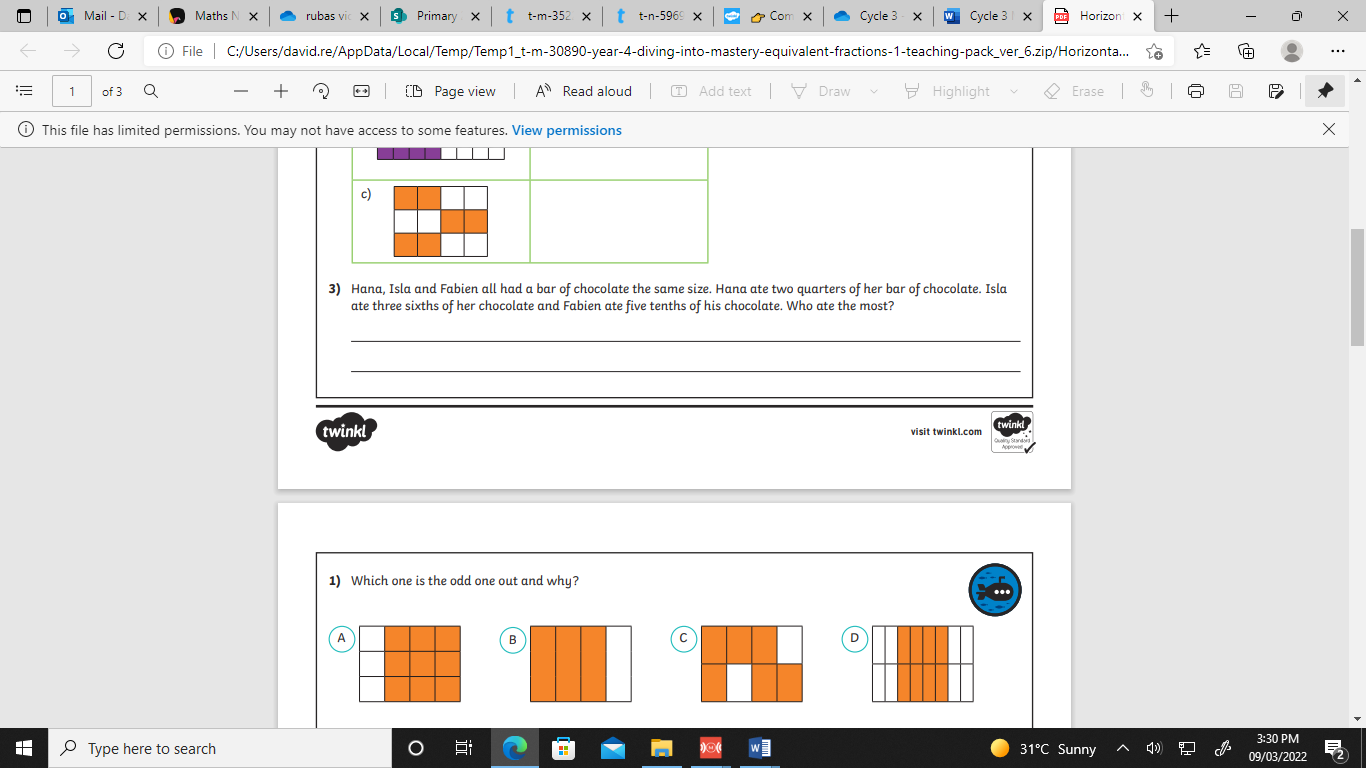 Mail - Da
Maths N
rubas vic
Primary
t-m-352
t-n-5969
Com
Cycle 3 -
Cycle 3 I
Horizon
File
C:/Users/david.re/AppData/Local/Temp/Temp1_t-m-30890-year-4-diving-into-mastery-equivalent-fractions-1-teaching-pack_ver_6.zip/Horizonta...
1 of 3
Page view
Read aloud
Add text
Draw
Highlight
Erase
This file has limited permissions. You may not have access to some features. View permissions
c)
3) Hana, Isla and Fabien all had a bar of chocolate the same size. Hana ate two quarters of her bar of chocolate. Isla
ate three sixths of her chocolate and Fabien ate five tenths of his chocolate. Who ate the most?
twinkl
visit twinkl.com
twinkl
Quality Standard
Approved
1) Which one is the odd one out and why?
A B C D
Type here to search
31°C Sunny
3:30 PM
09/03/2022
2